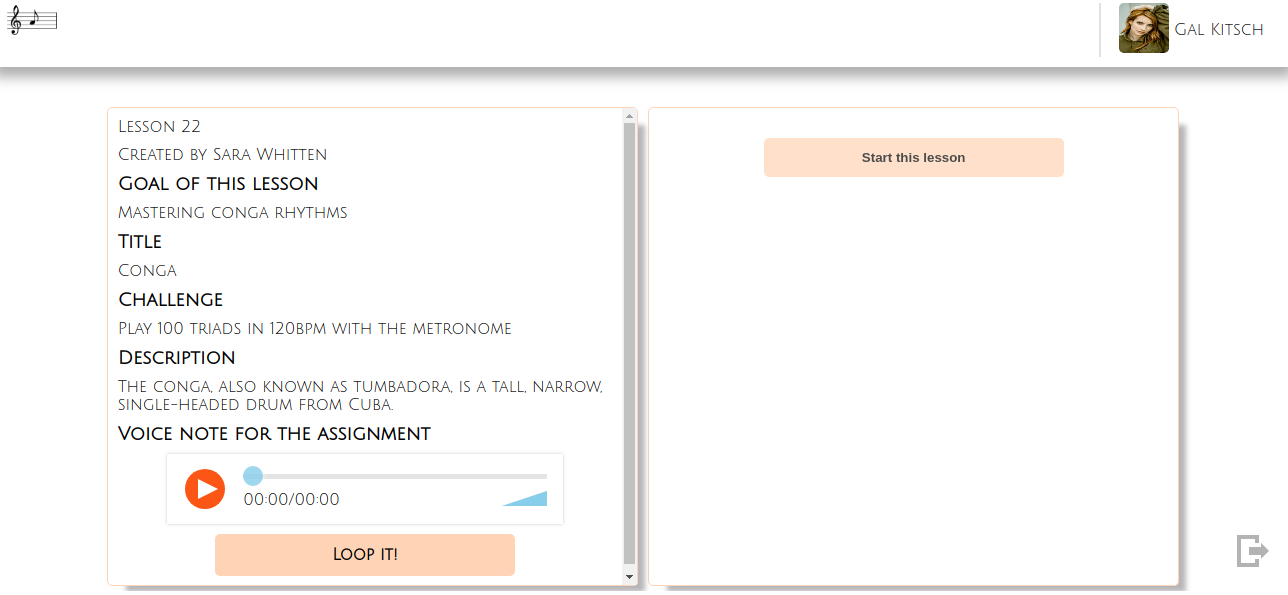 Gal Kitsch
Lesson 22
Created by Sara Whitten
Goal of this lesson
Mastering conga rhythms
Title
Conga
Challenge
Play 100 triads in 120bpm with the metronome
Description
The conga, also known as tumbadora, is a tall, narrow,
single-headed drum from Cuba.
Voice note for the assignment
00:00/00:00
Loop it!
Start this lesson